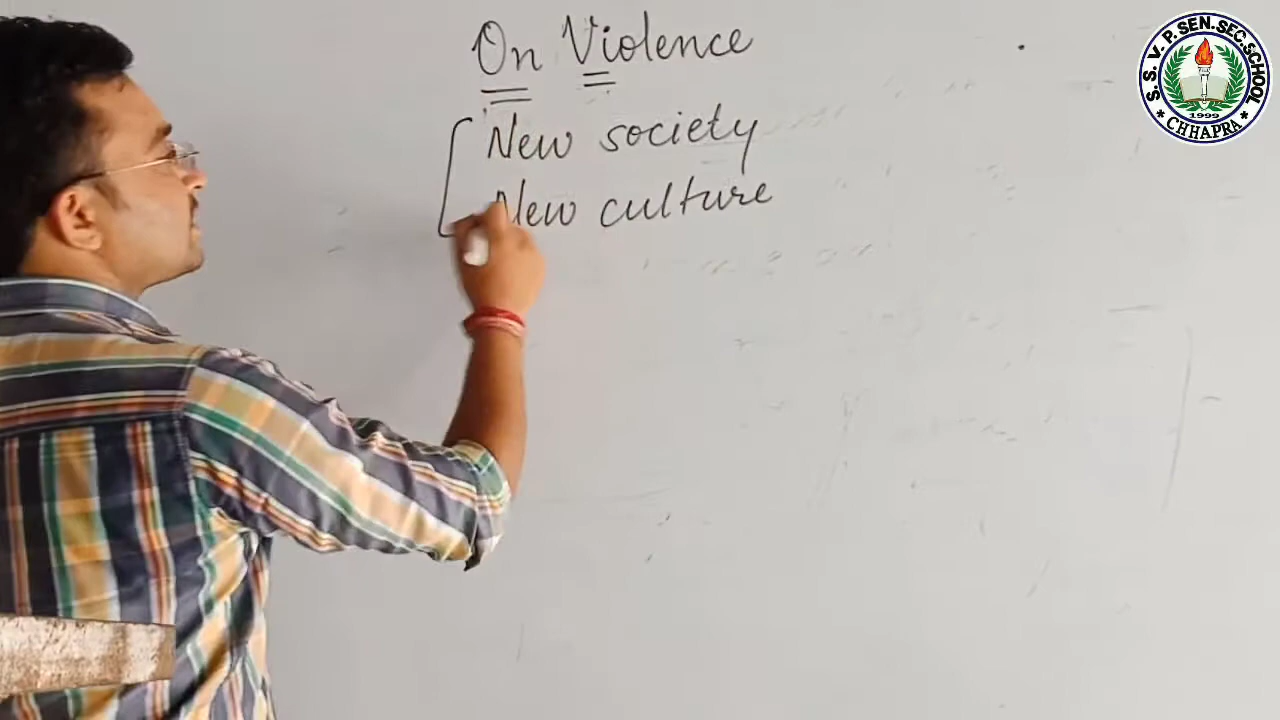 On Violence
New society
New culture
S. S. V. P. SEN. SEC. SCHOOL
1999
CHHAPRA